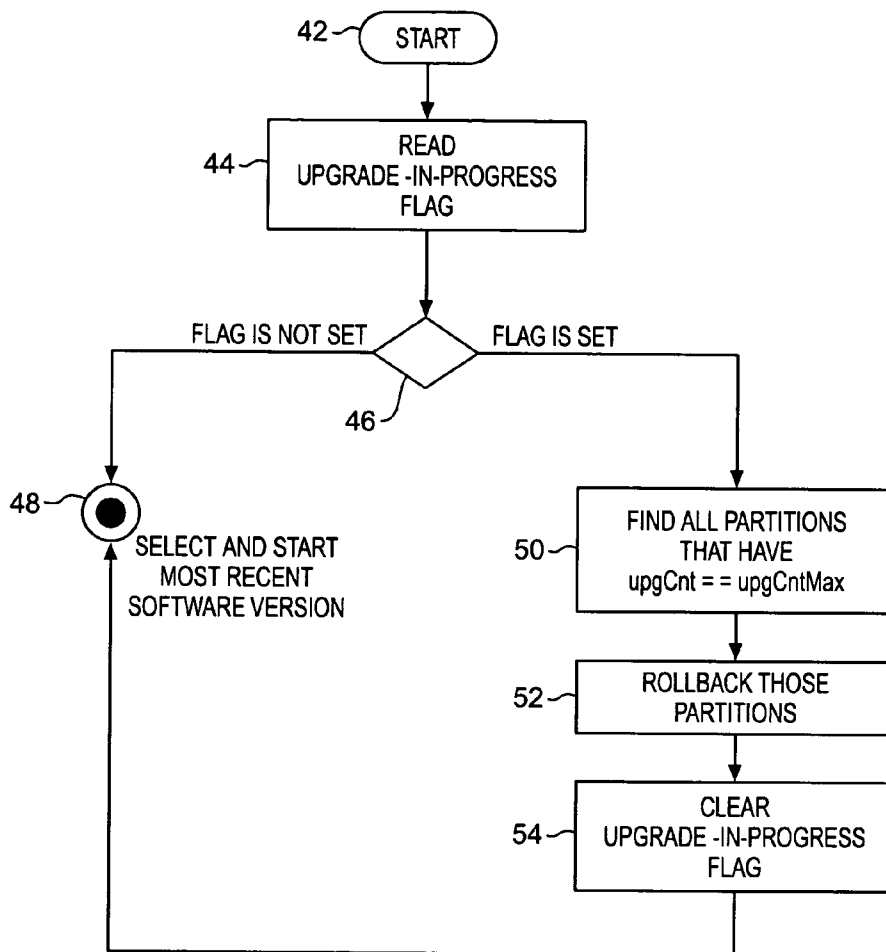 42
START
44
READ
UPGRADE -IN-PROGRESS
FLAG
FLAG IS NOT SET
FLAG IS SET
46
48
SELECT AND START
MOST RECENT
SOFTWARE VERSION
50
FIND ALL PARTITIONS
THAT HAVE
upgCnt = = upgCntMax
52
ROLLBACK THOSE
PARTITIONS
54
CLEAR
UPGRADE -IN-PROGRESS
FLAG